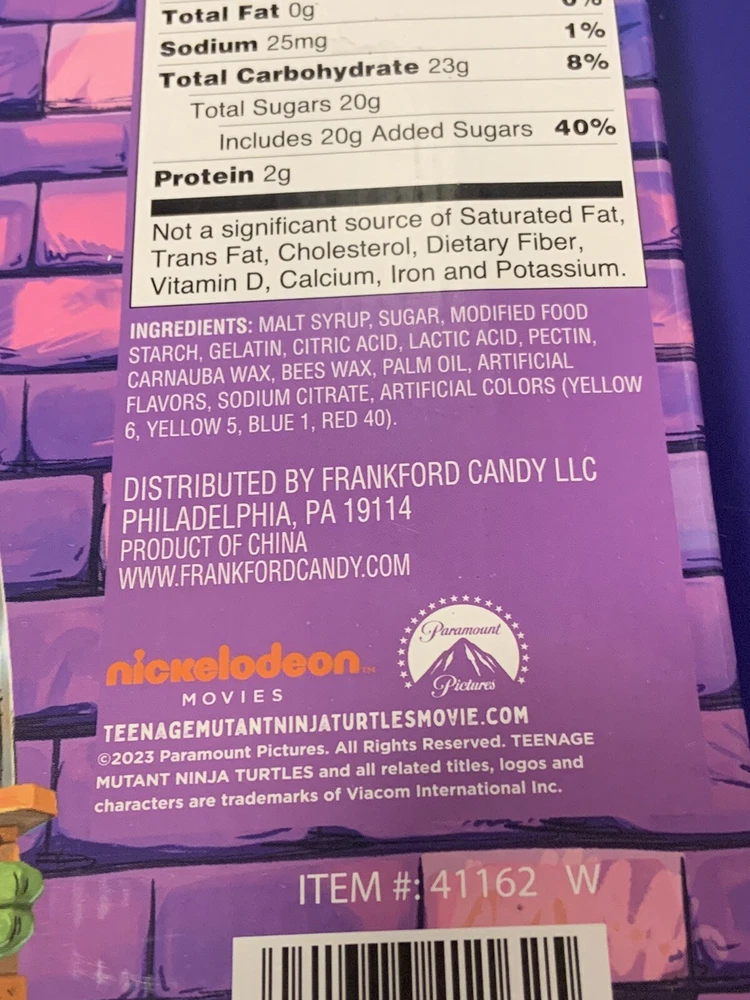 Total Fat 0g 0%
Sodium 25mg 1%
Total Carbohydrate 23g 8%
Total Sugars 20g
Includes 20g Added Sugars 40%
Protein 2g
Not a significant source of Saturated Fat,
Trans Fat, Cholesterol, Dietary Fiber,
Vitamin D, Calcium, Iron and Potassium.
INGREDIENTS: MALT SYRUP, SUGAR, MODIFIED FOOD
STARCH, GELATIN, CITRIC ACID, LACTIC ACID, PECTIN,
CARNAUBA WAX, BEES WAX, PALM OIL, ARTIFICIAL
FLAVORS, SODIUM CITRATE, ARTIFICIAL COLORS (YELLOW
6, YELLOW 5, BLUE 1, RED 40).
DISTRIBUTED BY FRANKFORD CANDY LLC
PHILADELPHIA, PA 19114
PRODUCT OF CHINA
WWW.FRANKFORDCANDY.COM
nickelodeon™
MOVIES
Paramount
Pictures
TEENAGEMUTANTNINJATURTLESMOVIE.COM
©2023 Paramount Pictures. All Rights Reserved. TEENAGE
MUTANT NINJA TURTLES and all related titles, logos and
characters are trademarks of Viacom International Inc.
ITEM #: 41162 W